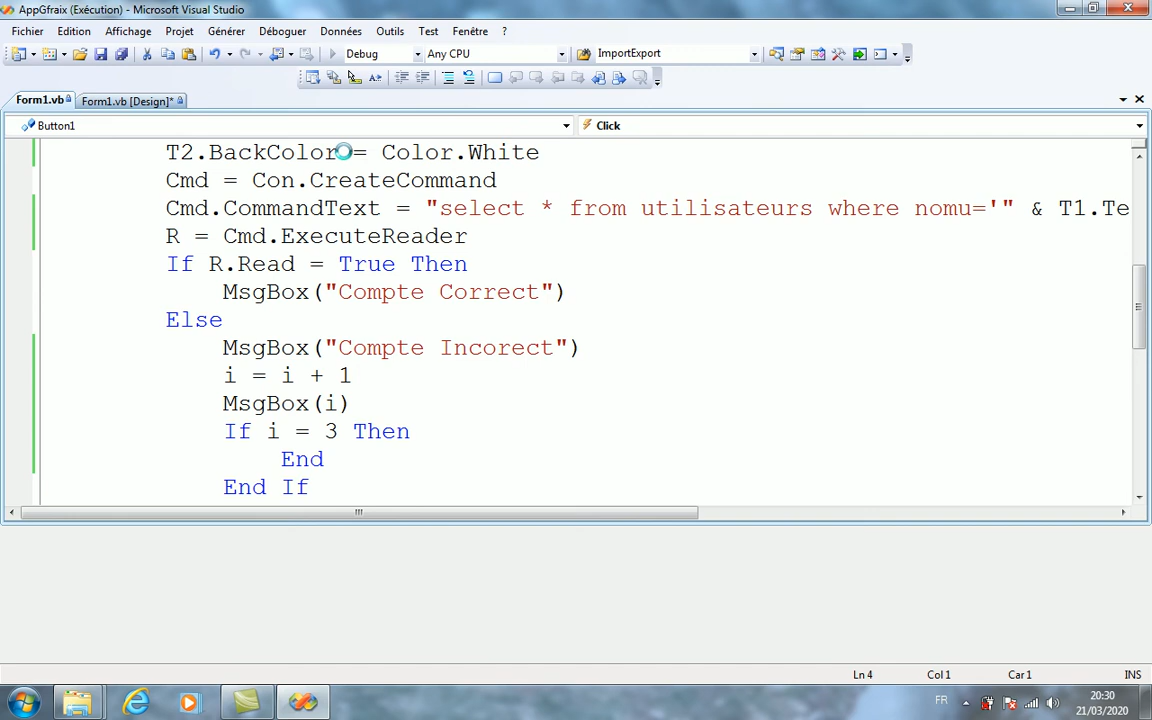 AppGfraix (Exécution) - Microsoft Visual Studio
Fichier Edition Affichage Projet Générer Déboguer Données Outils Test Fenêtre ?
Debug Any CPU ImportExport
Form1.vb Form1.vb [Design]*
Button1 Click
T2.BackColor = Color.White
Cmd = Con.CreateCommand
Cmd.CommandText = "select * from utilisateurs where nomu='" & T1.Te
R = Cmd.ExecuteReader
If R.Read = True Then
MsgBox("Compte Correct")
Else
MsgBox("Compte Incorect")
i = i + 1
MsgBox(i)
If i = 3 Then
End
End If
Ln 4 Col 1 Car 1 INS
FR 20:30
21/03/2020